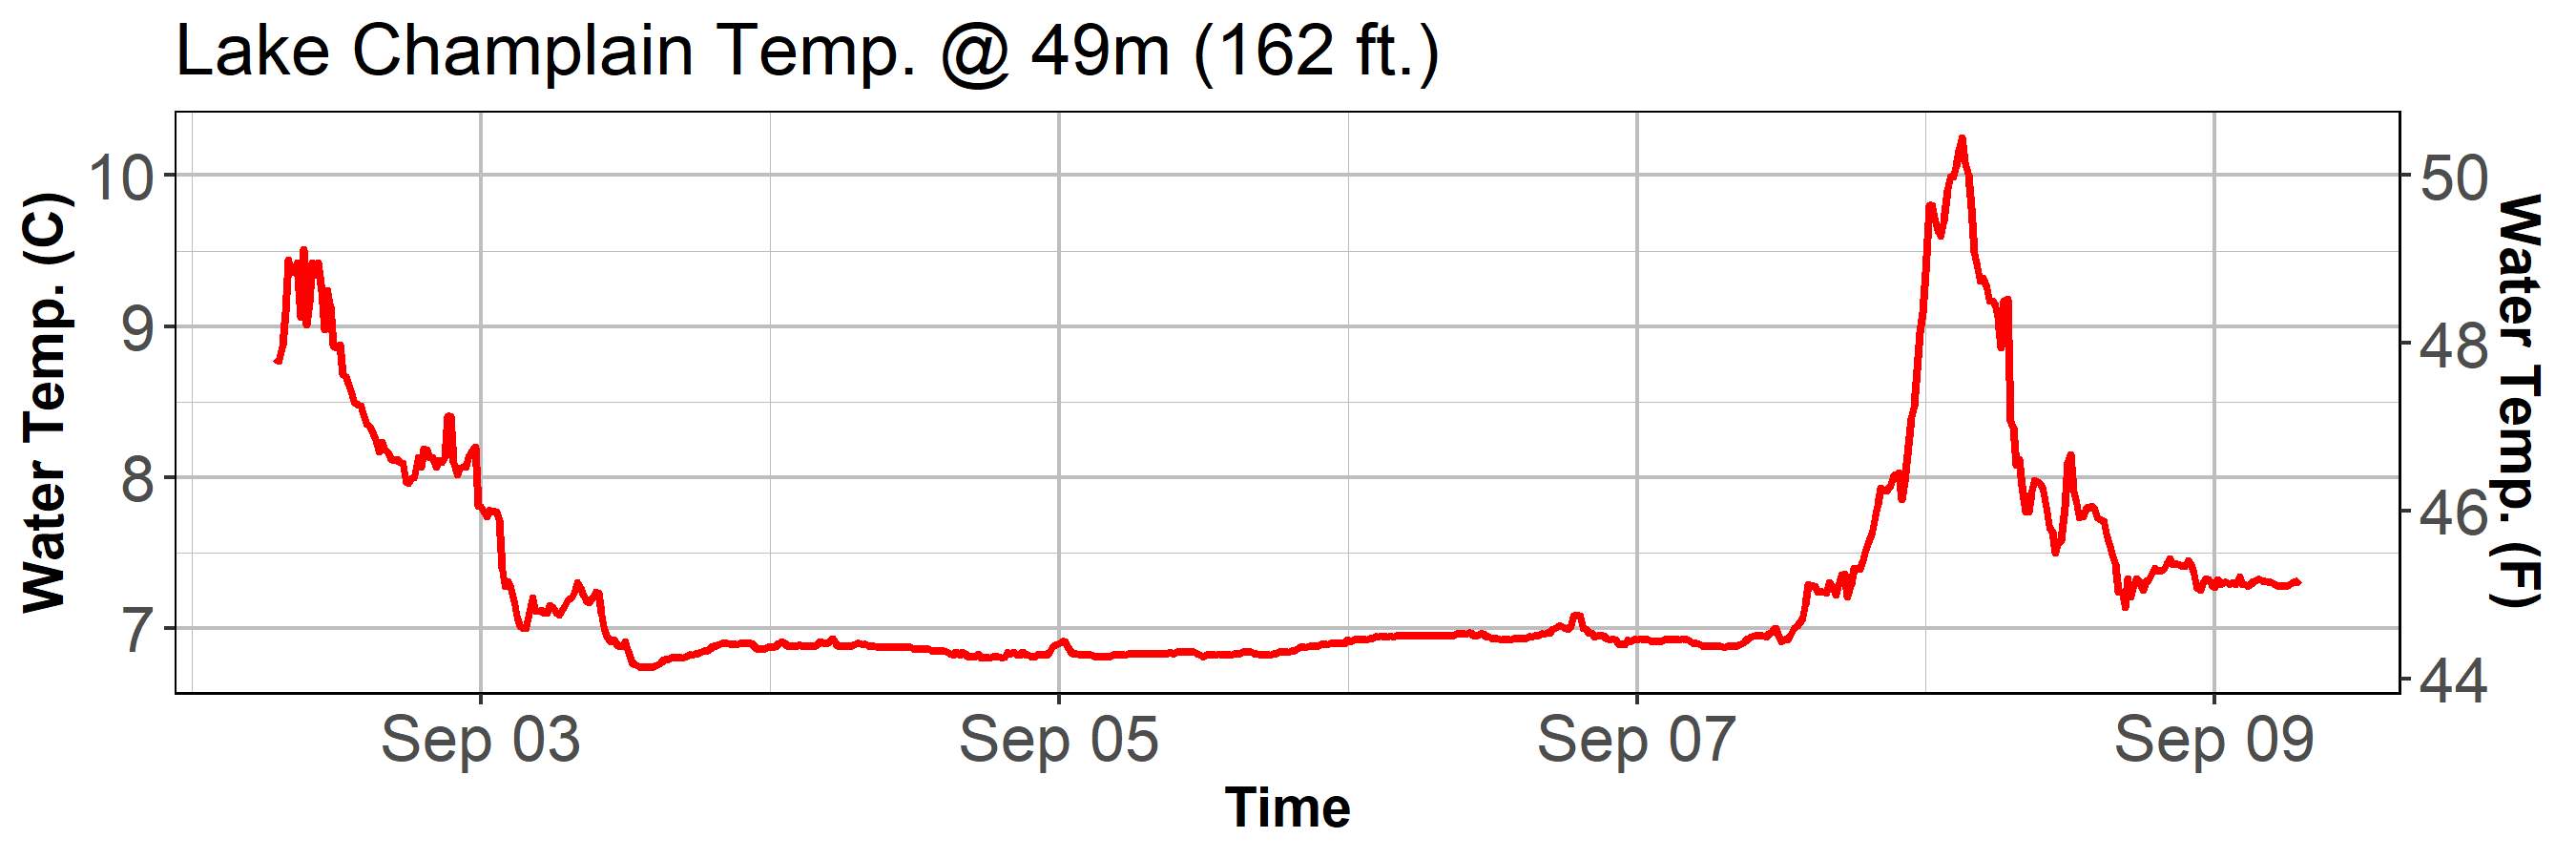 Lake Champlain Temp. @ 49m (162 ft.)
Water Temp. (C)
10
9
8
7
50
48
46
44
Water Temp. (F)
Sep 03 Sep 05 Sep 07 Sep 09
Time